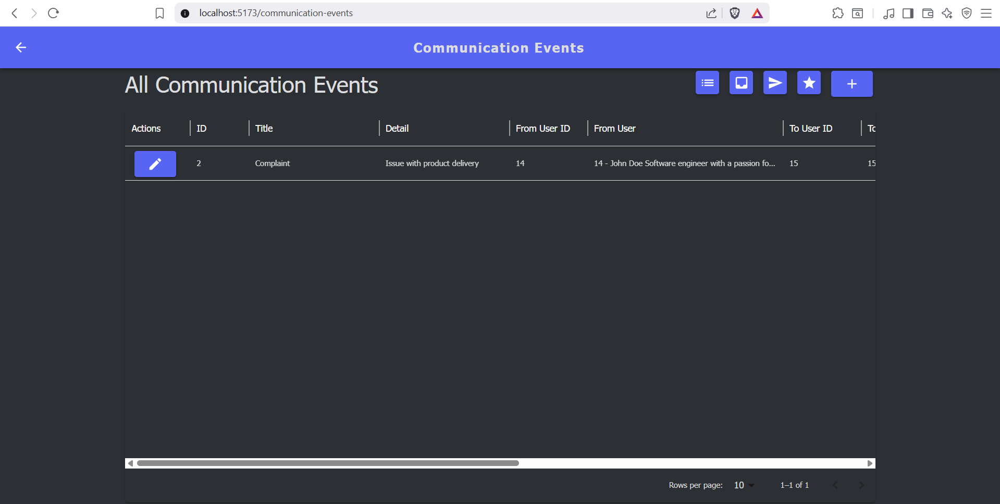 localhost:5173/communication-events
Communication Events
All Communication Events
Actions ID Title Detail From User ID From User To User ID To
2 Complaint Issue with product delivery 14 14 - John Doe Software engineer with a passion fo... 15 15
Rows per page: 10 1–1 of 1